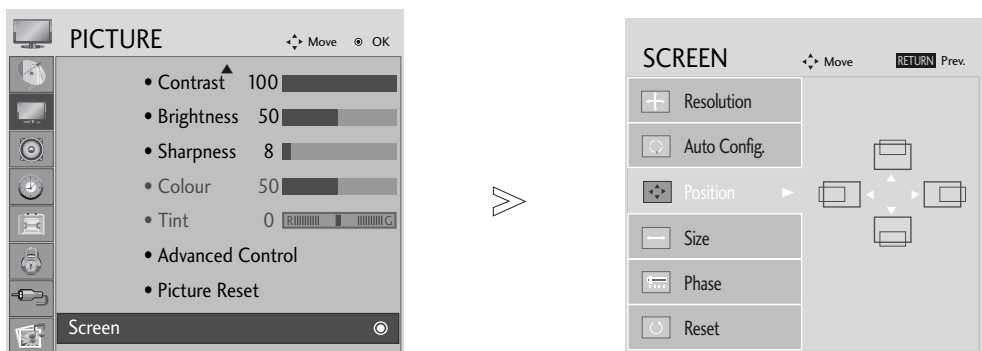 PICTURE
Move OK
• Contrast 100
• Brightness 50
• Sharpness 8
• Colour 50
• Tint 0 R G
• Advanced Control
• Picture Reset
Screen
SCREEN
Move RETURN Prev.
Resolution
Auto Config.
Position
Size
Phase
Reset